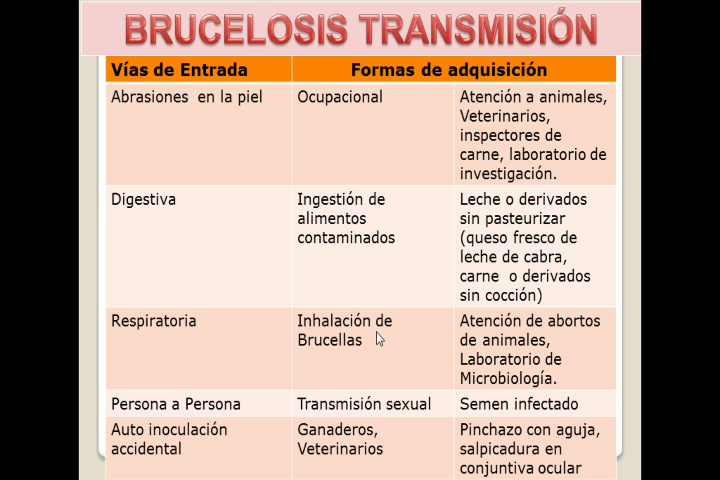 BRUCELOSIS TRANSMISIÓN
Vías de Entrada
Formas de adquisición
Abrasiones en la piel
Ocupacional
Atención a animales,
Veterinarios,
inspectores de
carne, laboratorio de
investigación.
Digestiva
Ingestión de
alimentos
contaminados
Leche o derivados
sin pasteurizar
(queso fresco de
leche de cabra,
carne o derivados
sin cocción)
Respiratoria
Inhalación de
Brucellas
Atención de abortos
de animales,
Laboratorio de
Microbiología.
Persona a Persona
Transmisión sexual
Semen infectado
Auto inoculación
accidental
Ganaderos,
Veterinarios
Pinchazo con aguja,
salpicadura en
conjuntiva ocular